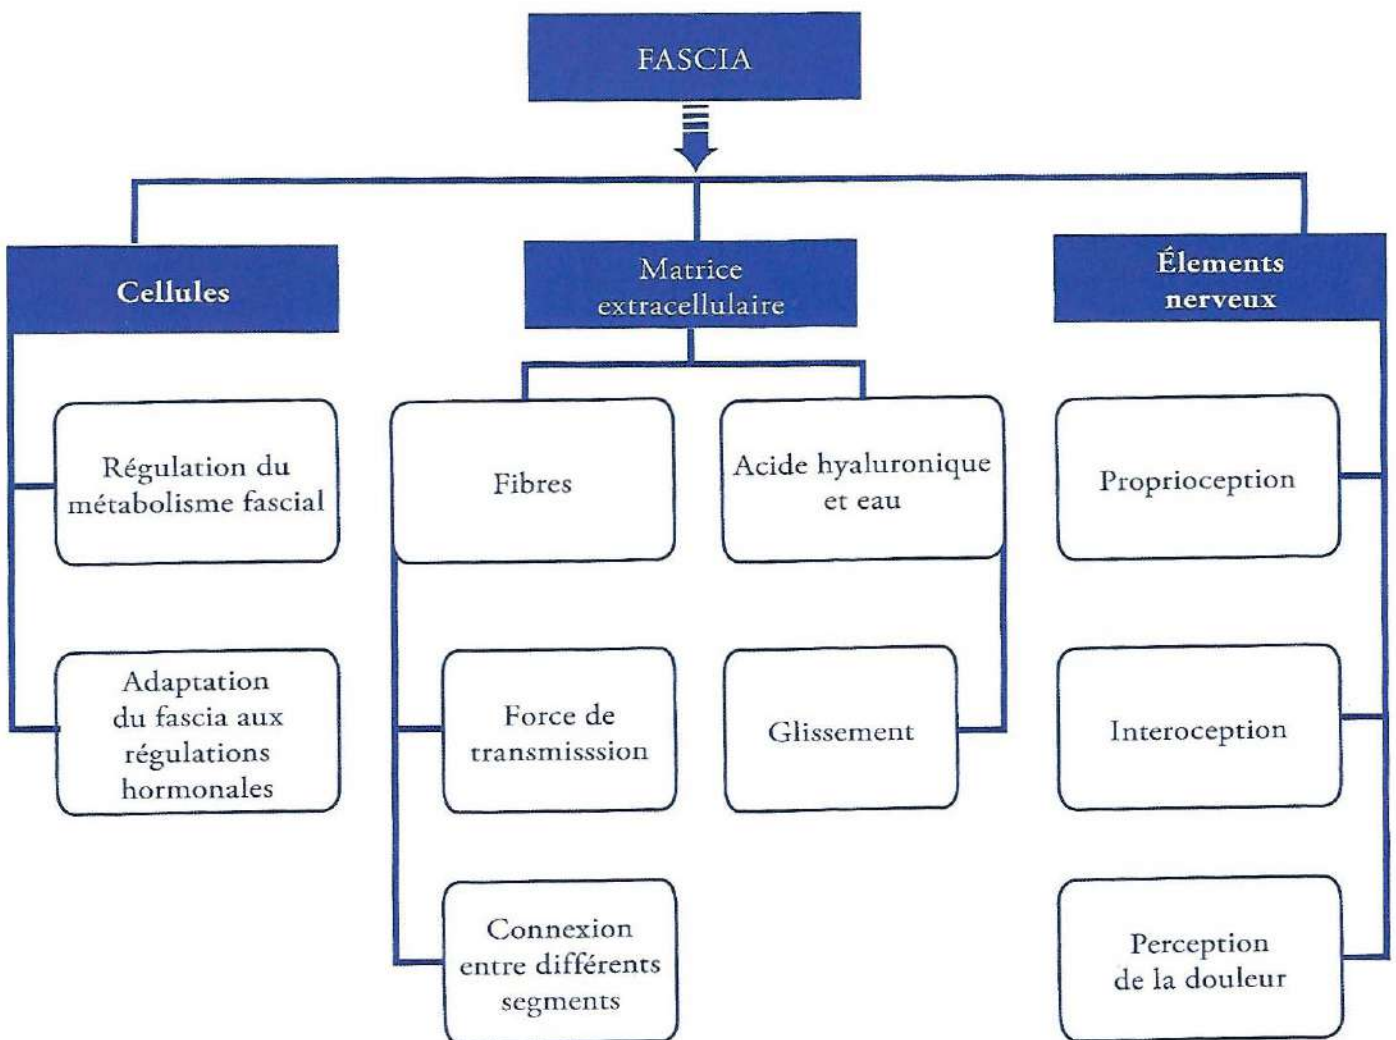 FASCIA
Cellules
Matrice
extracellulaire
Élements
nerveux
Régulation du
métabolisme fascial
Fibres
Acide hyaluronique
et eau
Proprioception
Adaptation
du fascia aux
régulations
hormonales
Force de
transmisssion
Glissement
Interoception
Connexion
entre différents
segments
Perception
de la douleur